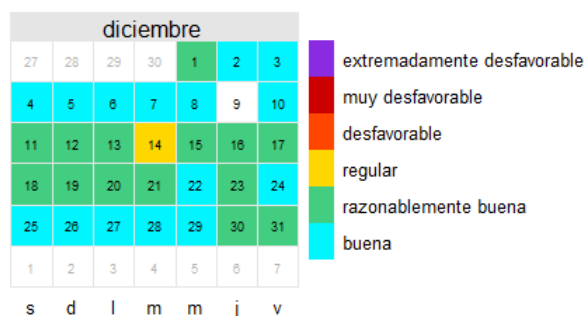 diciembre
27 28 29 30 1 2 3
4 5 6 7 8 9 10
11 12 13 14 15 16 17
18 19 20 21 22 23 24
25 26 27 28 29 30 31
1 2 3 4 5 6 7
s d l m m j v
extremadamente desfavorable
muy desfavorable
desfavorable
regular
razonablemente buena
buena